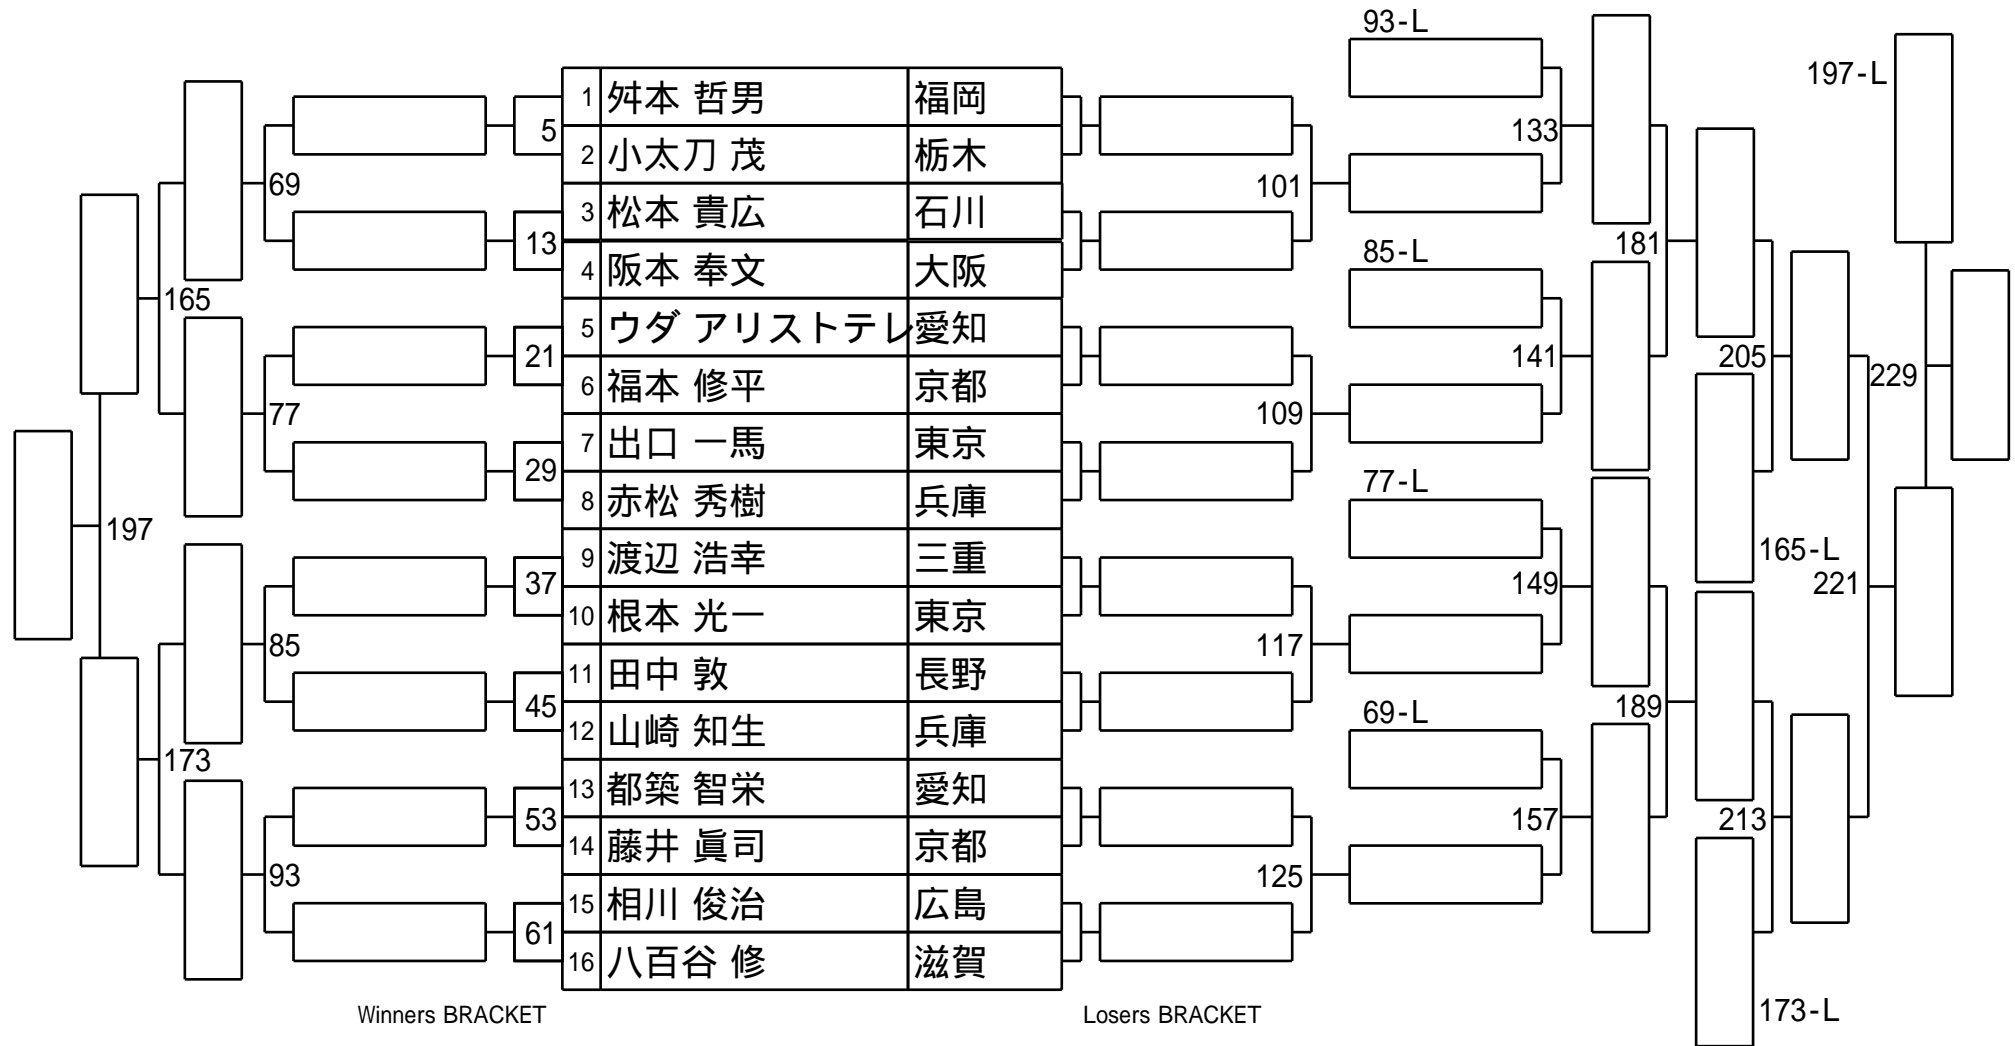 93-L
197-L
1 舛本 哲男 福岡
5
133
2 小太刀 茂 栃木
69
101
3 松本 貴広 石川
13
181
85-L
4 阪本 奉文 大阪
165
5 ウダ アリストテレ 愛知
21
141
205
229
6 福本 修平 京都
77
109
7 出口 一馬 東京
29
77-L
8 赤松 秀樹 兵庫
197
9 渡辺 浩幸 三重
165-L
37
149
221
10 根本 光一 東京
85
117
11 田中 敦 長野
45
189
69-L
12 山崎 知生 兵庫
173
13 都築 智栄 愛知
53
157
213
14 藤井 眞司 京都
93
125
15 相川 俊治 広島
61
16 八百谷 修 滋賀
Winners BRACKET
Losers BRACKET
173-L